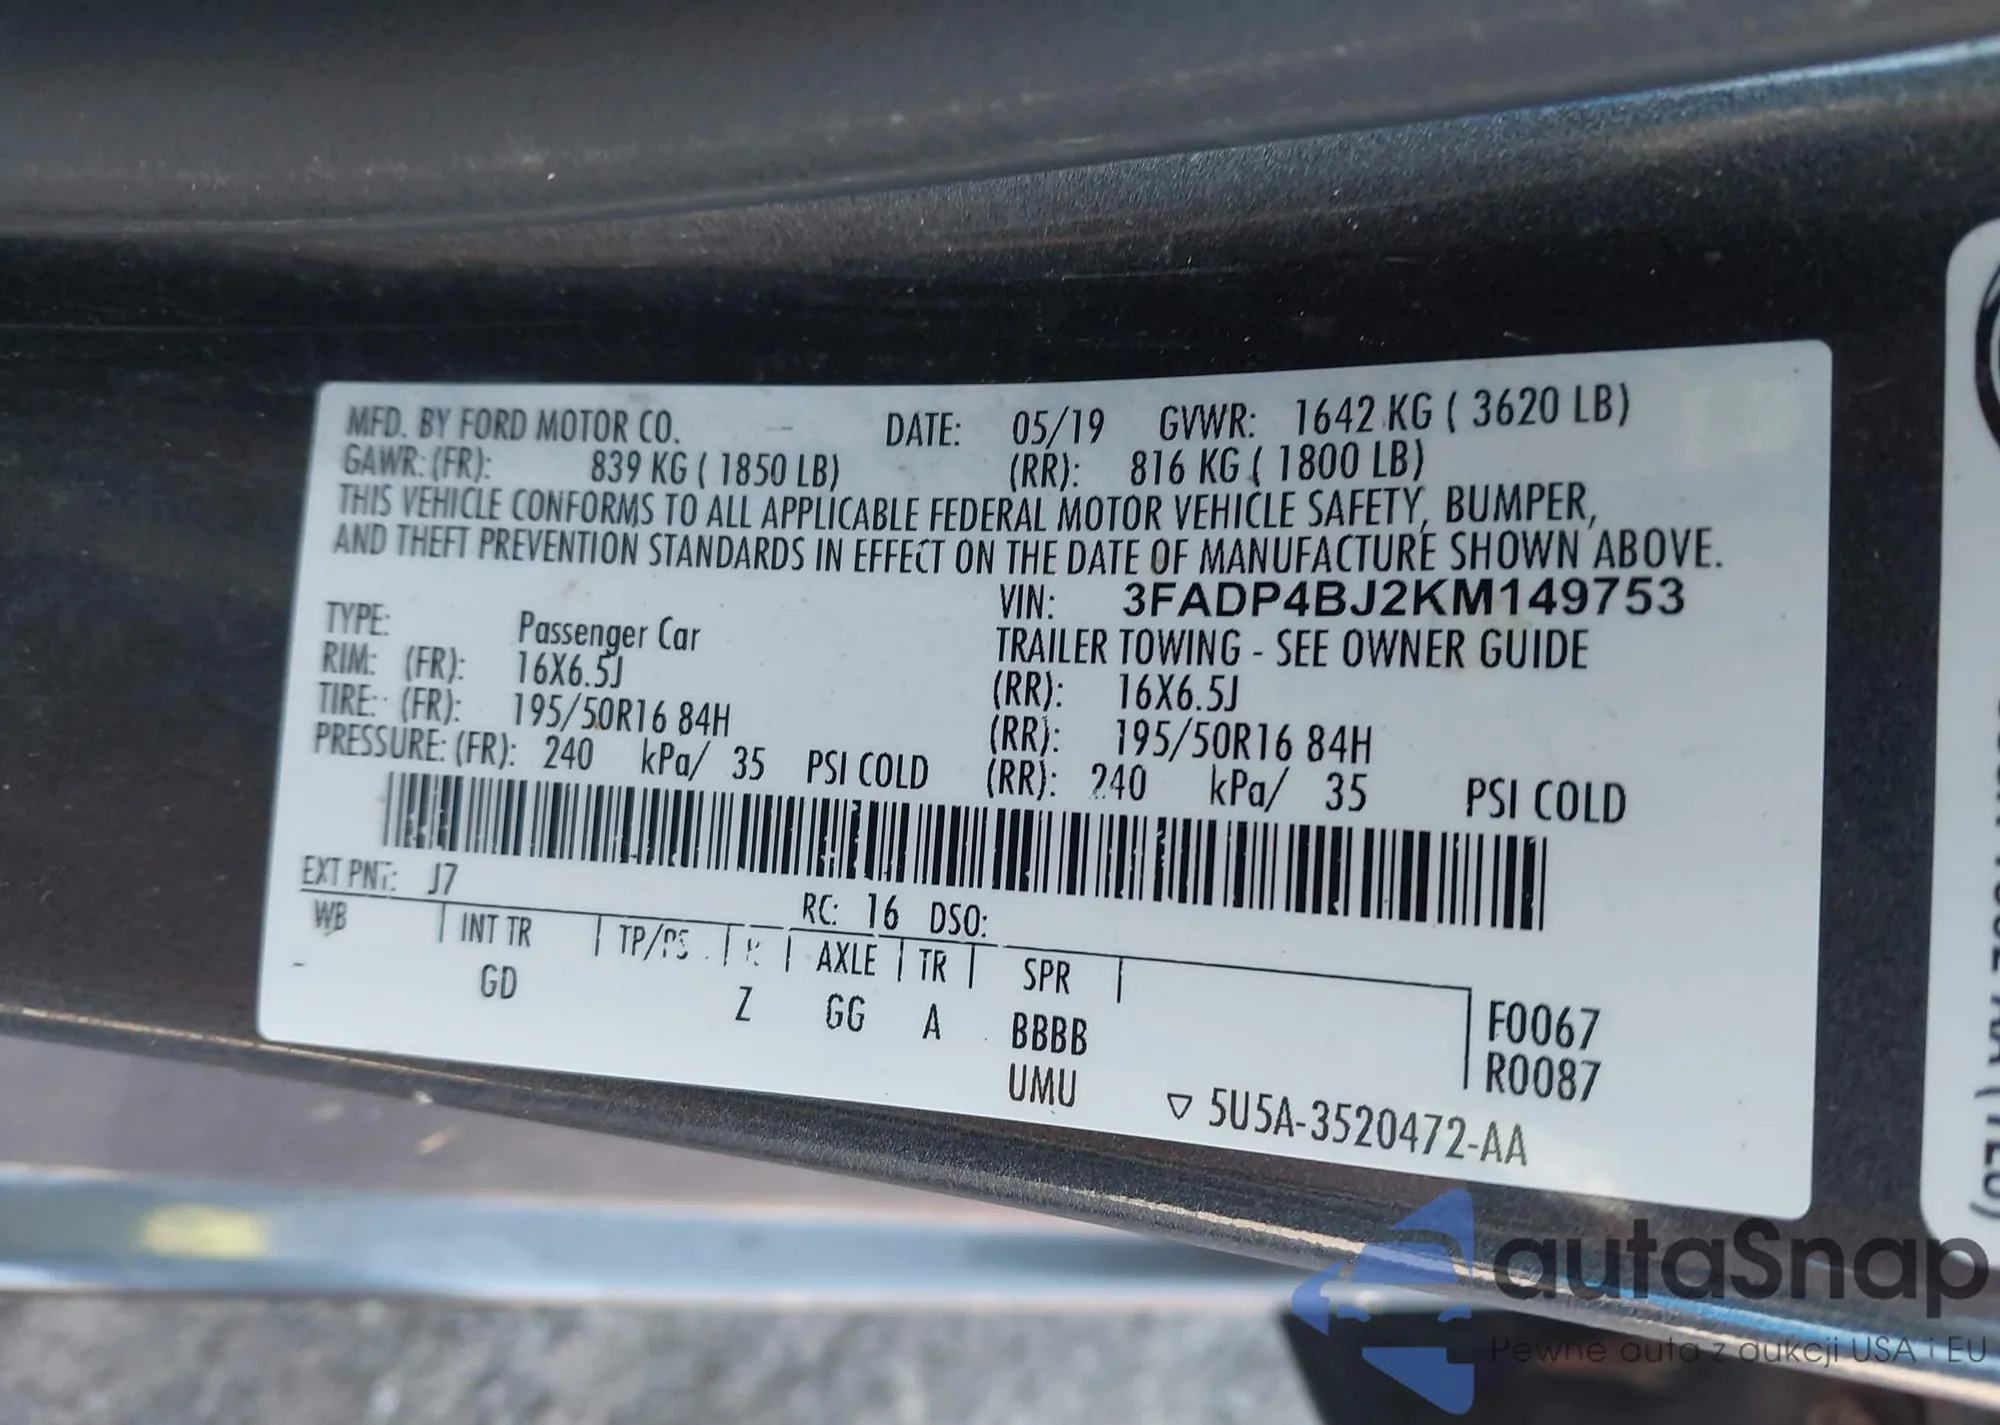 MFD. BY FORD MOTOR CO. DATE: 05/19 GVWR: 1642 KG ( 3620 LB)
GAWR: (FR): 839 KG ( 1850 LB) (RR): 816 KG ( 1800 LB)
THIS VEHICLE CONFORMS TO ALL APPLICABLE FEDERAL MOTOR VEHICLE SAFETY, BUMPER,
AND THEFT PREVENTION STANDARDS IN EFFECT ON THE DATE OF MANUFACTURE SHOWN ABOVE.
VIN: 3FADP4BJ2KM149753
TYPE: Passenger Car TRAILER TOWING - SEE OWNER GUIDE
RIM: (FR): 16X6.5J (RR): 16X6.5J
TIRE: (FR): 195/50R16 84H (RR): 195/50R16 84H
PRESSURE: (FR): 240 kPa/ 35 PSI COLD (RR): 240 kPa/ 35 PSI COLD
EXT PNT: J7 RC: 16 DSO:
WB INT TR TP/PS R AXLE TR SPR
- GD Z GG A BBBB F0067
UMU R0087
▽ 5U5A-3520472-AA
autaSnap
Pewne auta z aukcji USA i EU